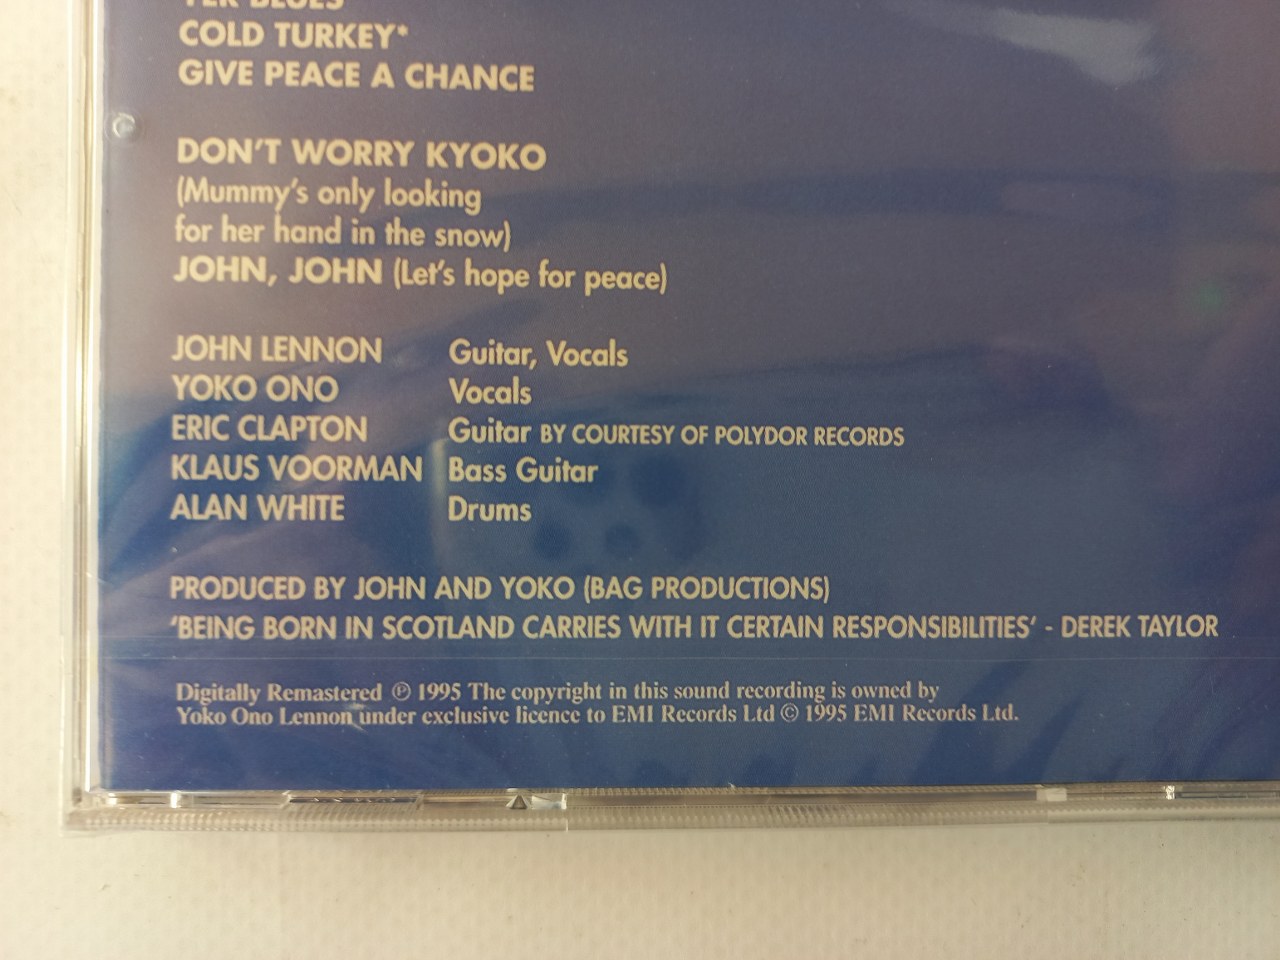 YER BLUES
COLD TURKEY*
GIVE PEACE A CHANCE
DON'T WORRY KYOKO
(Mummy's only looking
for her hand in the snow)
JOHN, JOHN (Let's hope for peace)
JOHN LENNON Guitar, Vocals
YOKO ONO Vocals
ERIC CLAPTON Guitar BY COURTESY OF POLYDOR RECORDS
KLAUS VOORMAN Bass Guitar
ALAN WHITE Drums
PRODUCED BY JOHN AND YOKO (BAG PRODUCTIONS)
'BEING BORN IN SCOTLAND CARRIES WITH IT CERTAIN RESPONSIBILITIES' - DEREK TAYLOR
Digitally Remastered ℗ 1995 The copyright in this sound recording is owned by
Yoko Ono Lennon under exclusive licence to EMI Records Ltd © 1995 EMI Records Ltd.